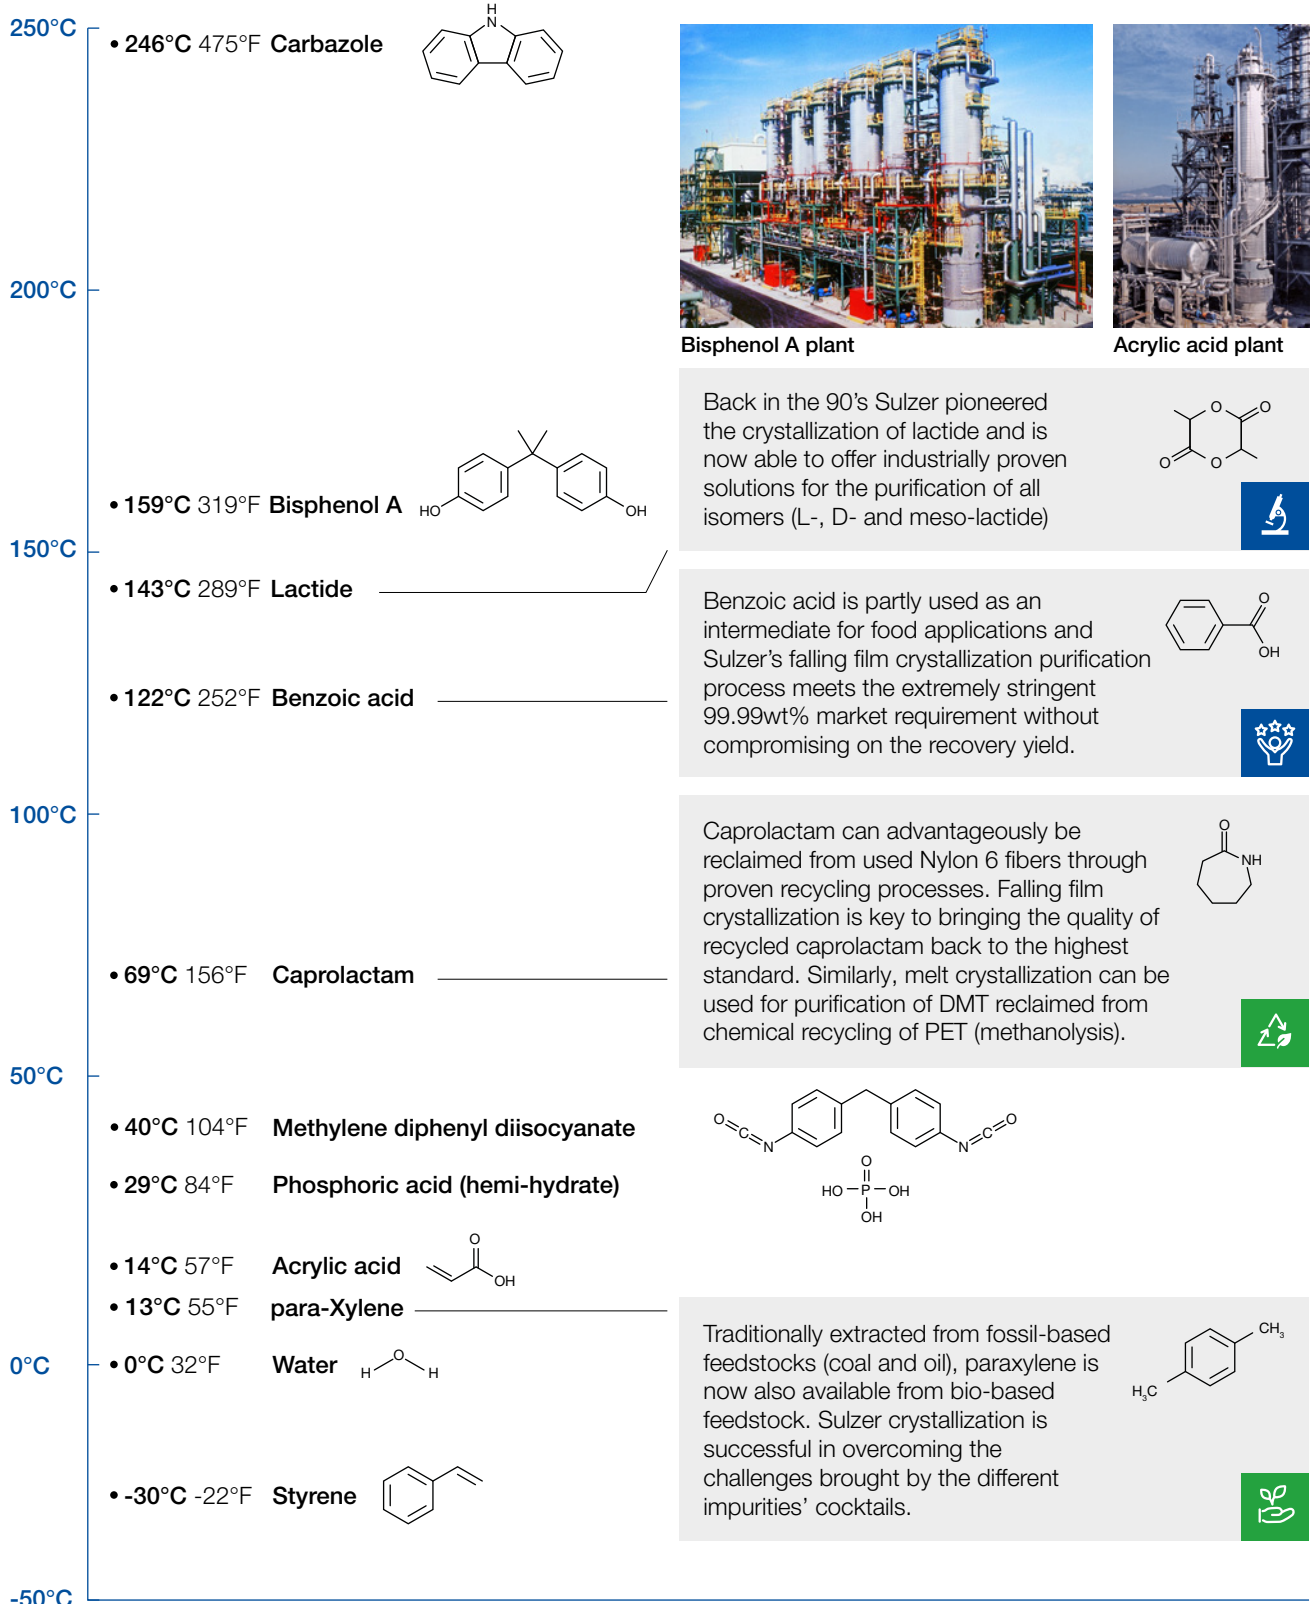 250°C
• 246°C 475°F Carbazole
H
N
200°C
Bisphenol A plant
Acrylic acid plant
Back in the 90's Sulzer pioneered
the crystallization of lactide and is
now able to offer industrially proven
solutions for the purification of all
isomers (L-, D- and meso-lactide)
O
O
O
O
• 159°C 319°F Bisphenol A
HO
OH
150°C
• 143°C 289°F Lactide
Benzoic acid is partly used as an
intermediate for food applications and
Sulzer's falling film crystallization purification
process meets the extremely stringent
99.99wt% market requirement without
compromising on the recovery yield.
O
OH
• 122°C 252°F Benzoic acid
100°C
Caprolactam can advantageously be
reclaimed from used Nylon 6 fibers through
proven recycling processes. Falling film
crystallization is key to bringing the quality of
recycled caprolactam back to the highest
standard. Similarly, melt crystallization can be
used for purification of DMT reclaimed from
chemical recycling of PET (methanolysis).
O
NH
• 69°C 156°F Caprolactam
50°C
• 40°C 104°F Methylene diphenyl diisocyanate
O C N
N C O
• 29°C 84°F Phosphoric acid (hemi-hydrate)
O
HO P OH
OH
• 14°C 57°F Acrylic acid
O
OH
• 13°C 55°F para-Xylene
Traditionally extracted from fossil-based
feedstocks (coal and oil), paraxylene is
now also available from bio-based
feedstock. Sulzer crystallization is
successful in overcoming the
challenges brought by the different
impurities' cocktails.
CH3
H3C
0°C
• 0°C 32°F Water
H O H
• -30°C -22°F Styrene
-50°C